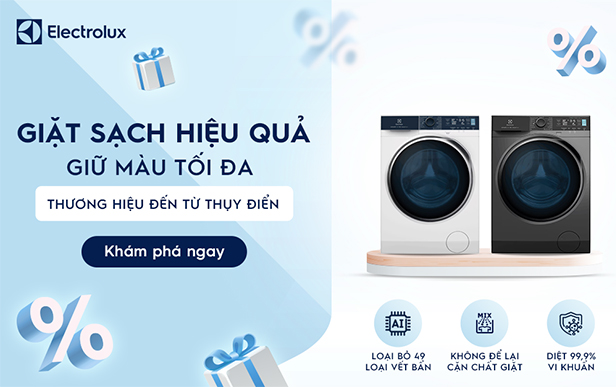 Electrolux
GIẶT SẠCH HIỆU QUẢ
GIỮ MÀU TỐI ĐA
THƯƠNG HIỆU ĐẾN TỪ THỤY ĐIỂN
Khám phá ngay
%
%
%
AI
LOẠI BỎ 49
LOẠI VẾT BẨN
MIX
KHÔNG ĐỂ LẠI
CẶN CHẤT GIẶT
DIỆT 99,9%
VI KHUẨN